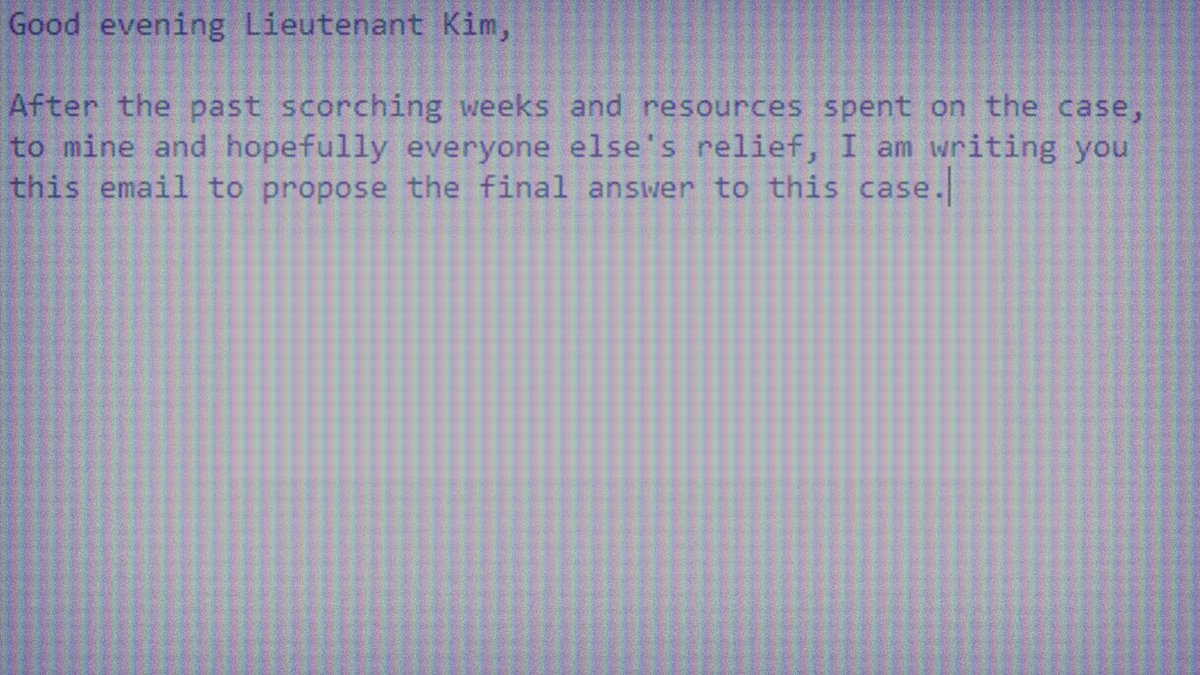 Good evening Lieutenant Kim,
After the past scorching weeks and resources spent on the case,
to mine and hopefully everyone else's relief, I am writing you
this email to propose the final answer to this case.